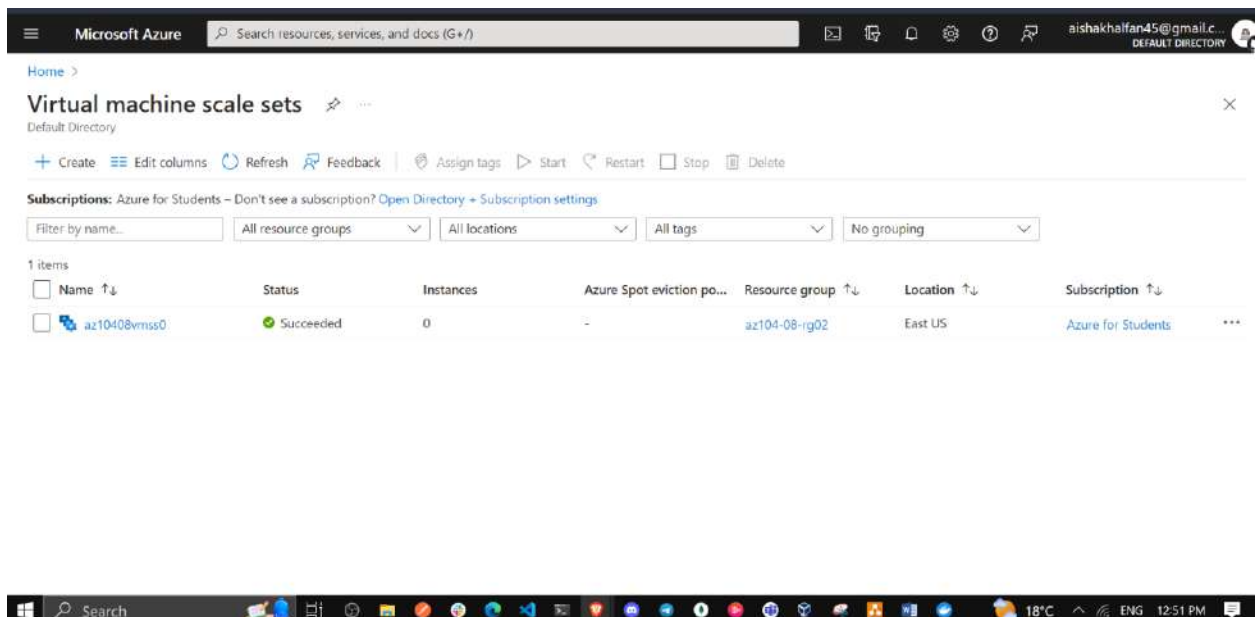 Microsoft Azure
Search resources, services, and docs (G+/)
aishakhalfan45@gmail.c...
DEFAULT DIRECTORY
Home >
Virtual machine scale sets
Default Directory
Create Edit columns Refresh Feedback Assign tags Start Restart Stop Delete
Subscriptions: Azure for Students – Don't see a subscription? Open Directory + Subscription settings
Filter by name... All resource groups All locations All tags No grouping
1 items
Name ↑↓ Status Instances Azure Spot eviction po... Resource group ↑↓ Location ↑↓ Subscription ↑↓
az10408vmss0 Succeeded 0 - az104-08-rg02 East US Azure for Students ...
Search 18°C ENG 12:51 PM